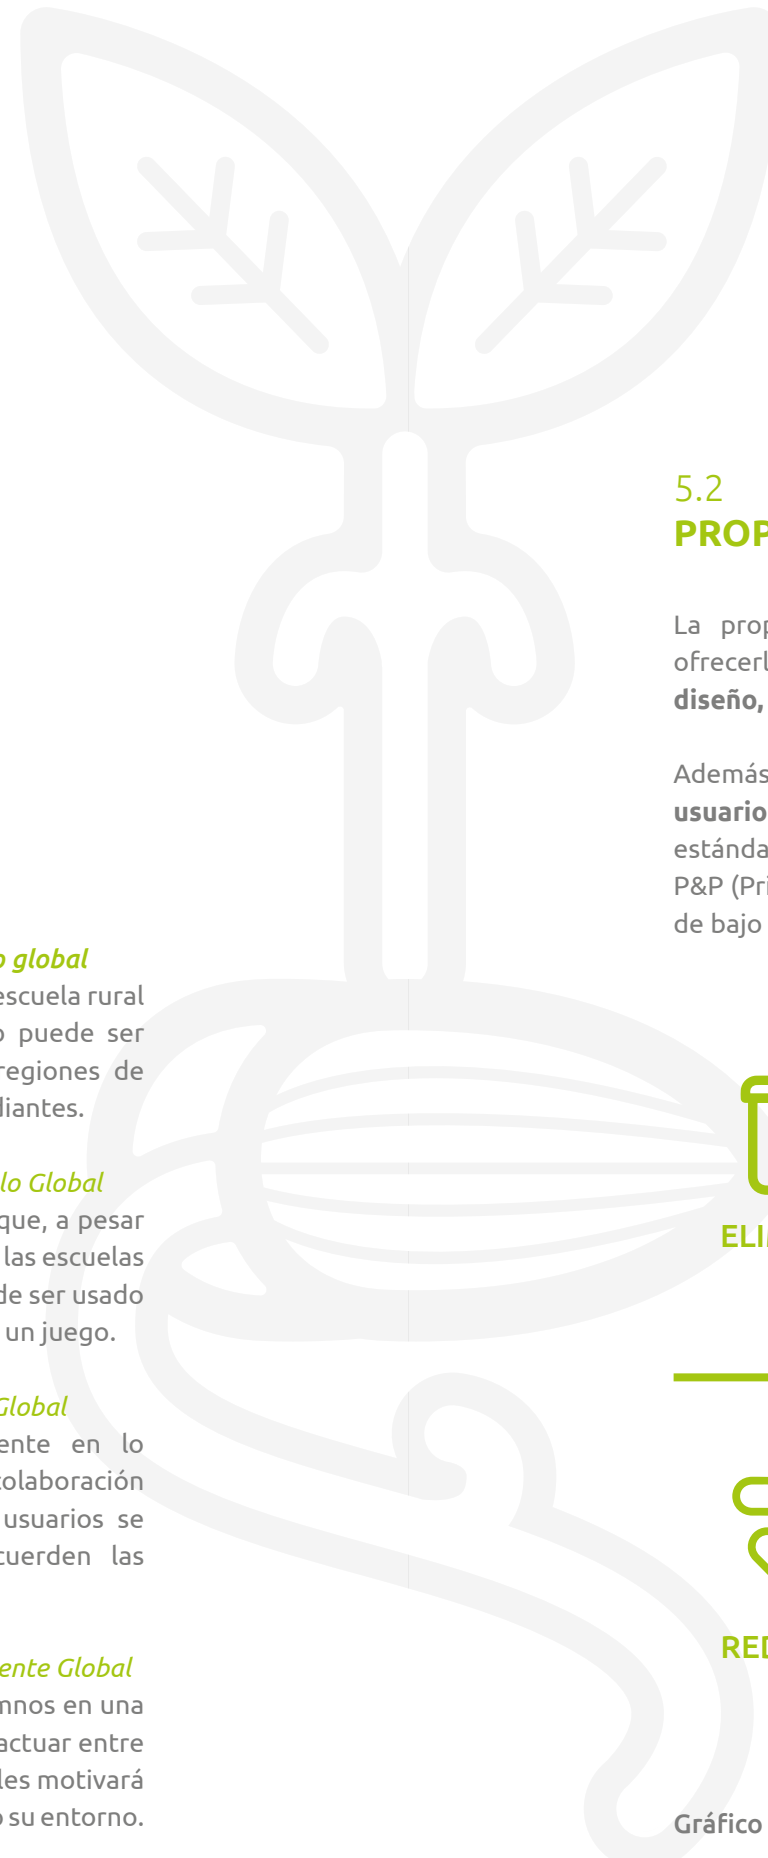 global
escuela rural
puede ser
regiones de
diantes.
lo Global
que, a pesar
las escuelas
de ser usado
un juego.
Global
ente en lo
colaboración
usuarios se
cuerden las
ente Global
mnos en una
actuar entre
les motivará
su entorno.
5.2
PROP
La prop
ofrecerl
diseño,
Además
usuario
estánda
P&P (Pri
de bajo
ELI
RED
Gráfico